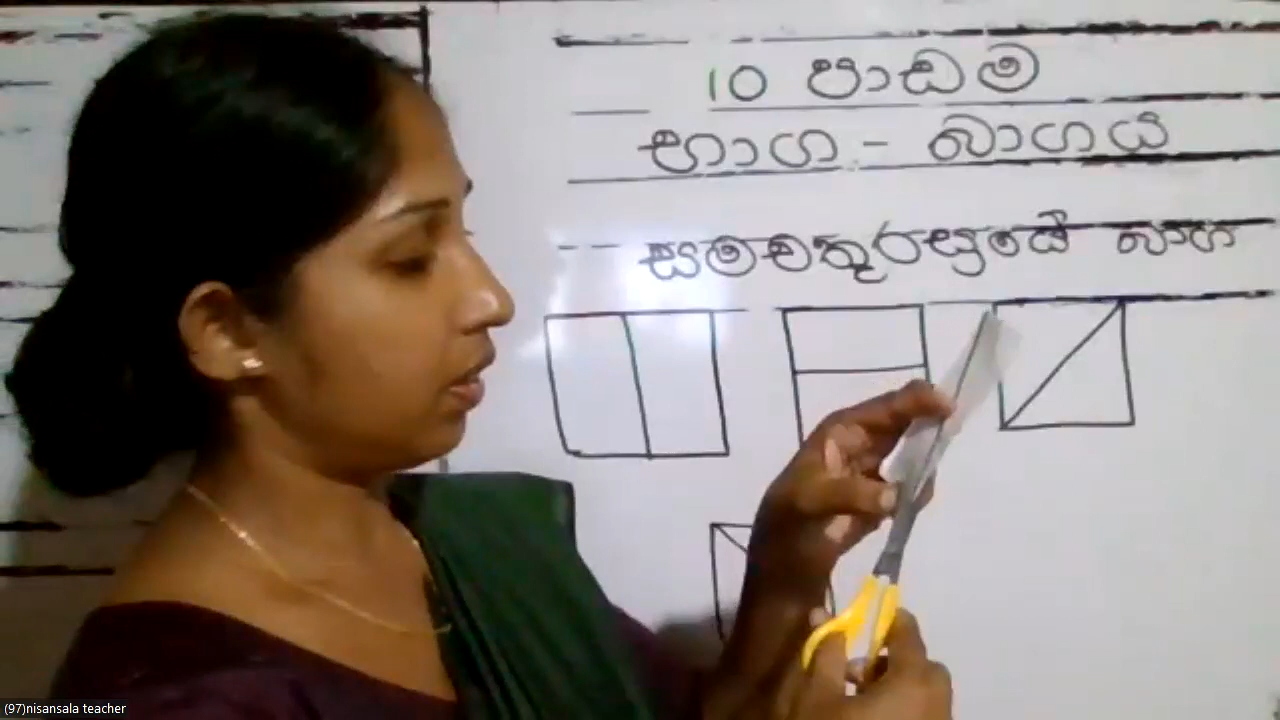 10 පාඩම
භාග - බාගය
සමචතුරස්‍රයේ බාග
(97)nisansala teacher